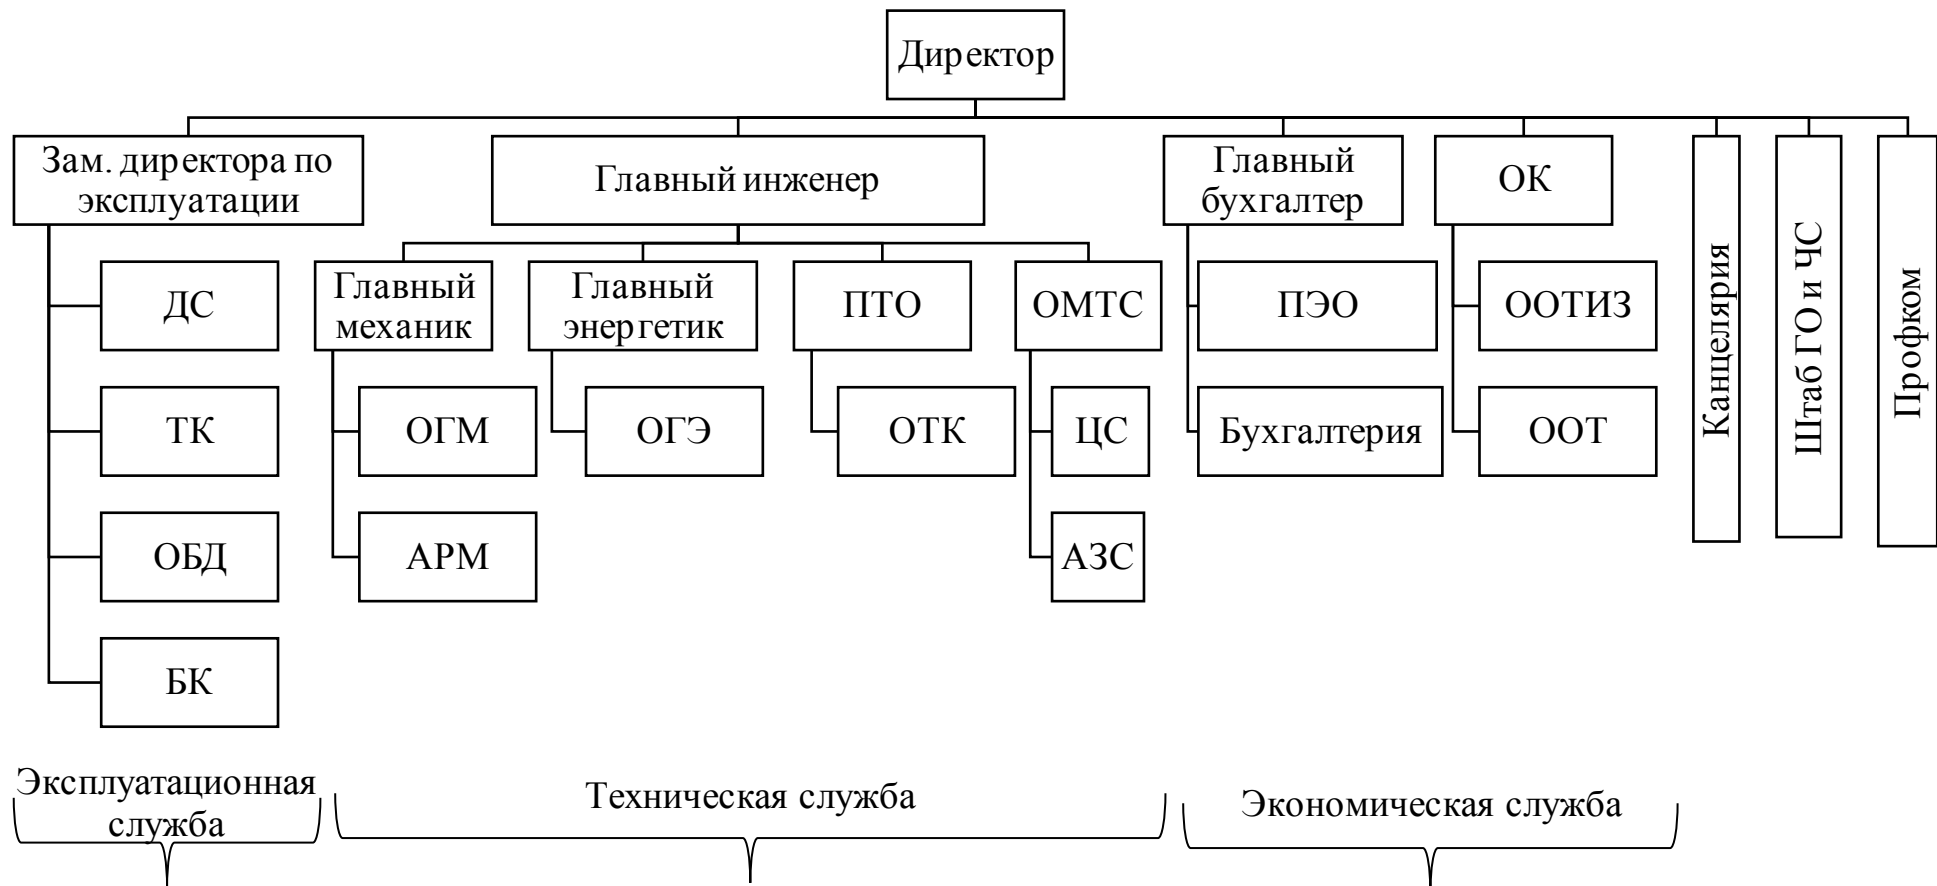 Директор
Зам. директора по
эксплуатации
Главный инженер
Главный
бухгалтер
ОК
Канцелярия
Штаб ГО и ЧС
Профком
ДС
Главный
механик
Главный
энергетик
ПТО
ОМТС
ПЭО
ООТИЗ
ТК
ОГМ
ОГЭ
ОТК
ЦС
Бухгалтерия
ООТ
ОБД
АРМ
АЗС
БК
Эксплуатационная
служба
Техническая служба
Экономическая служба